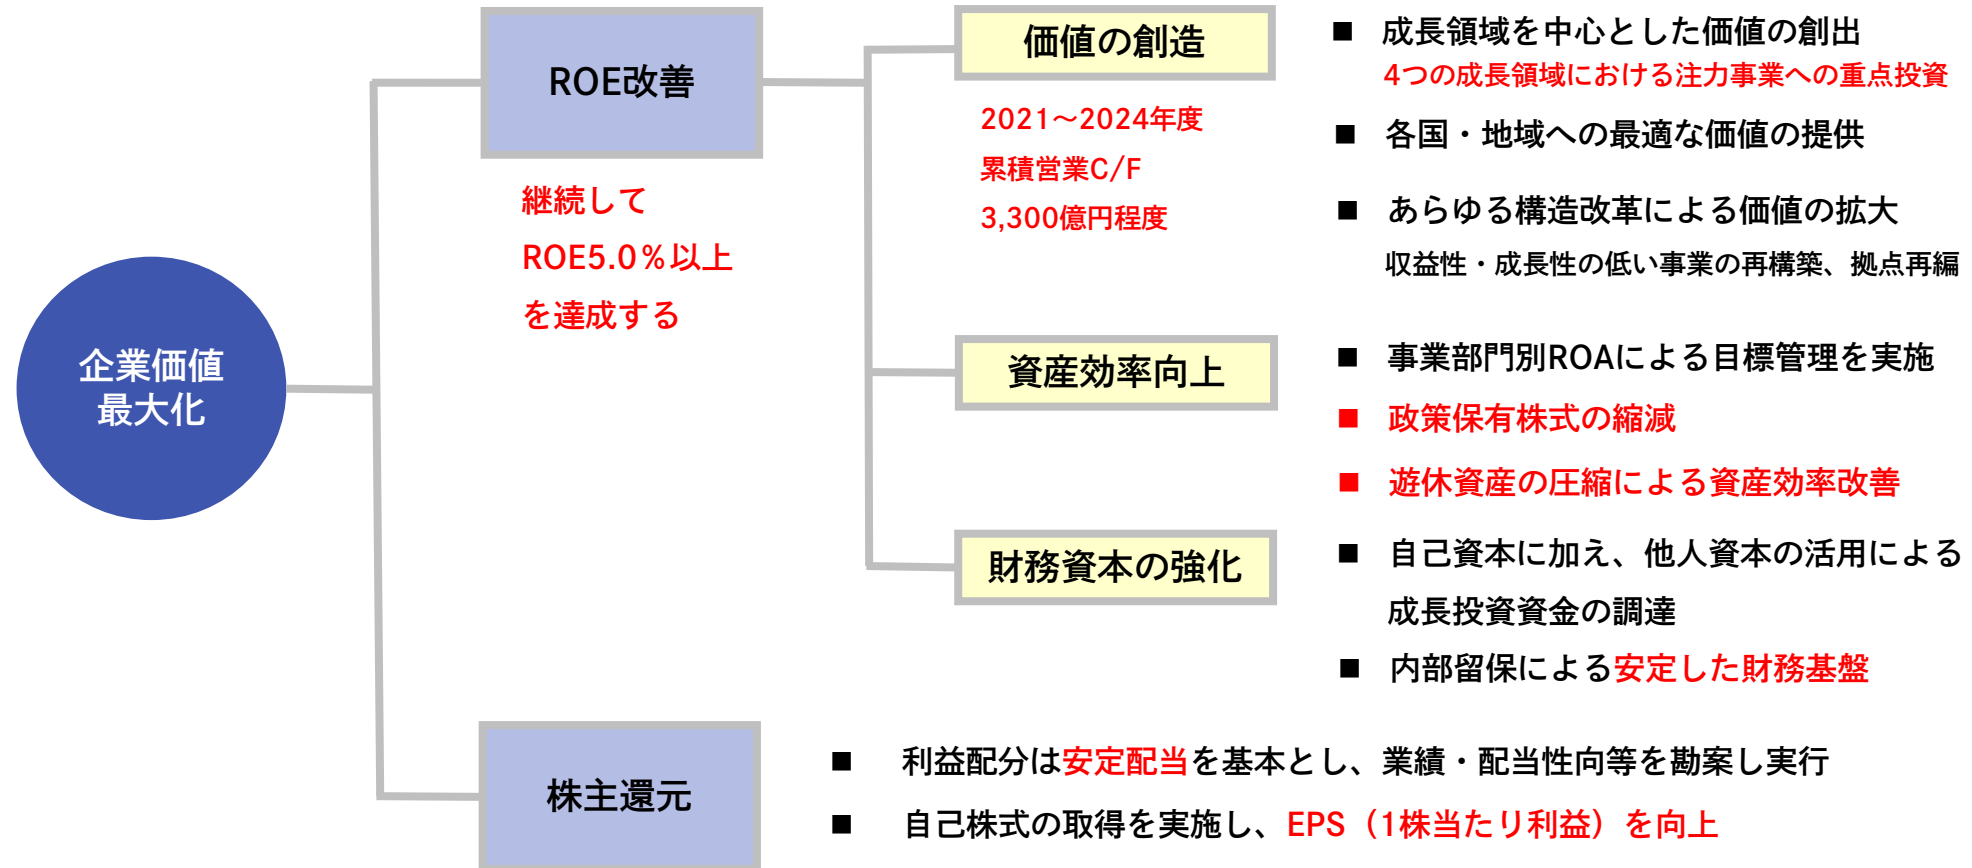 企業価値
最大化
ROE改善
継続して
ROE5.0%以上
を達成する
価値の創造
2021~2024年度
累積営業C/F
3,300億円程度
■ 成長領域を中心とした価値の創出
4つの成長領域における注力事業への重点投資
■ 各国・地域への最適な価値の提供
■ あらゆる構造改革による価値の拡大
収益性・成長性の低い事業の再構築、拠点再編
資産効率向上
■ 事業部門別ROAによる目標管理を実施
■ 政策保有株式の縮減
■ 遊休資産の圧縮による資産効率改善
財務資本の強化
■ 自己資本に加え、他人資本の活用による
成長投資資金の調達
■ 内部留保による安定した財務基盤
株主還元
■ 利益配分は安定配当を基本とし、業績・配当性向等を勘案し実行
■ 自己株式の取得を実施し、EPS(1株当たり利益)を向上